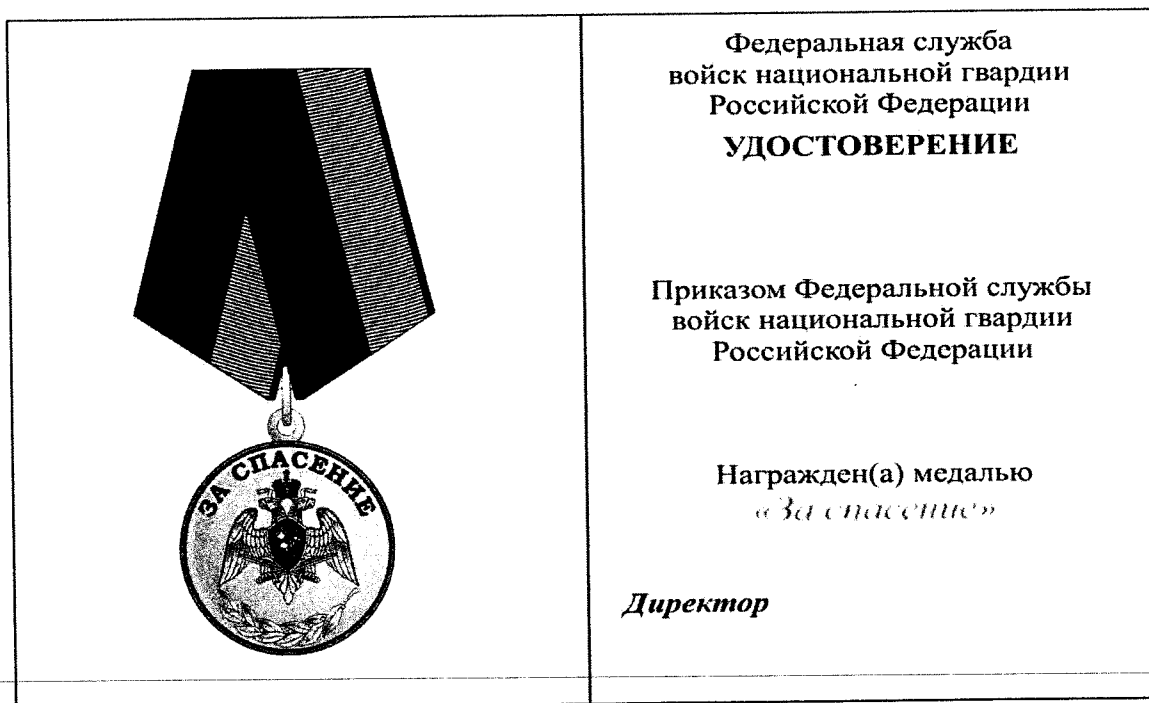 ЗА СПАСЕНИЕ
Федеральная служба
войск национальной гвардии
Российской Федерации
УДОСТОВЕРЕНИЕ
Приказом Федеральной службы
войск национальной гвардии
Российской Федерации
Награжден(а) медалью
«За спасение»
Директор